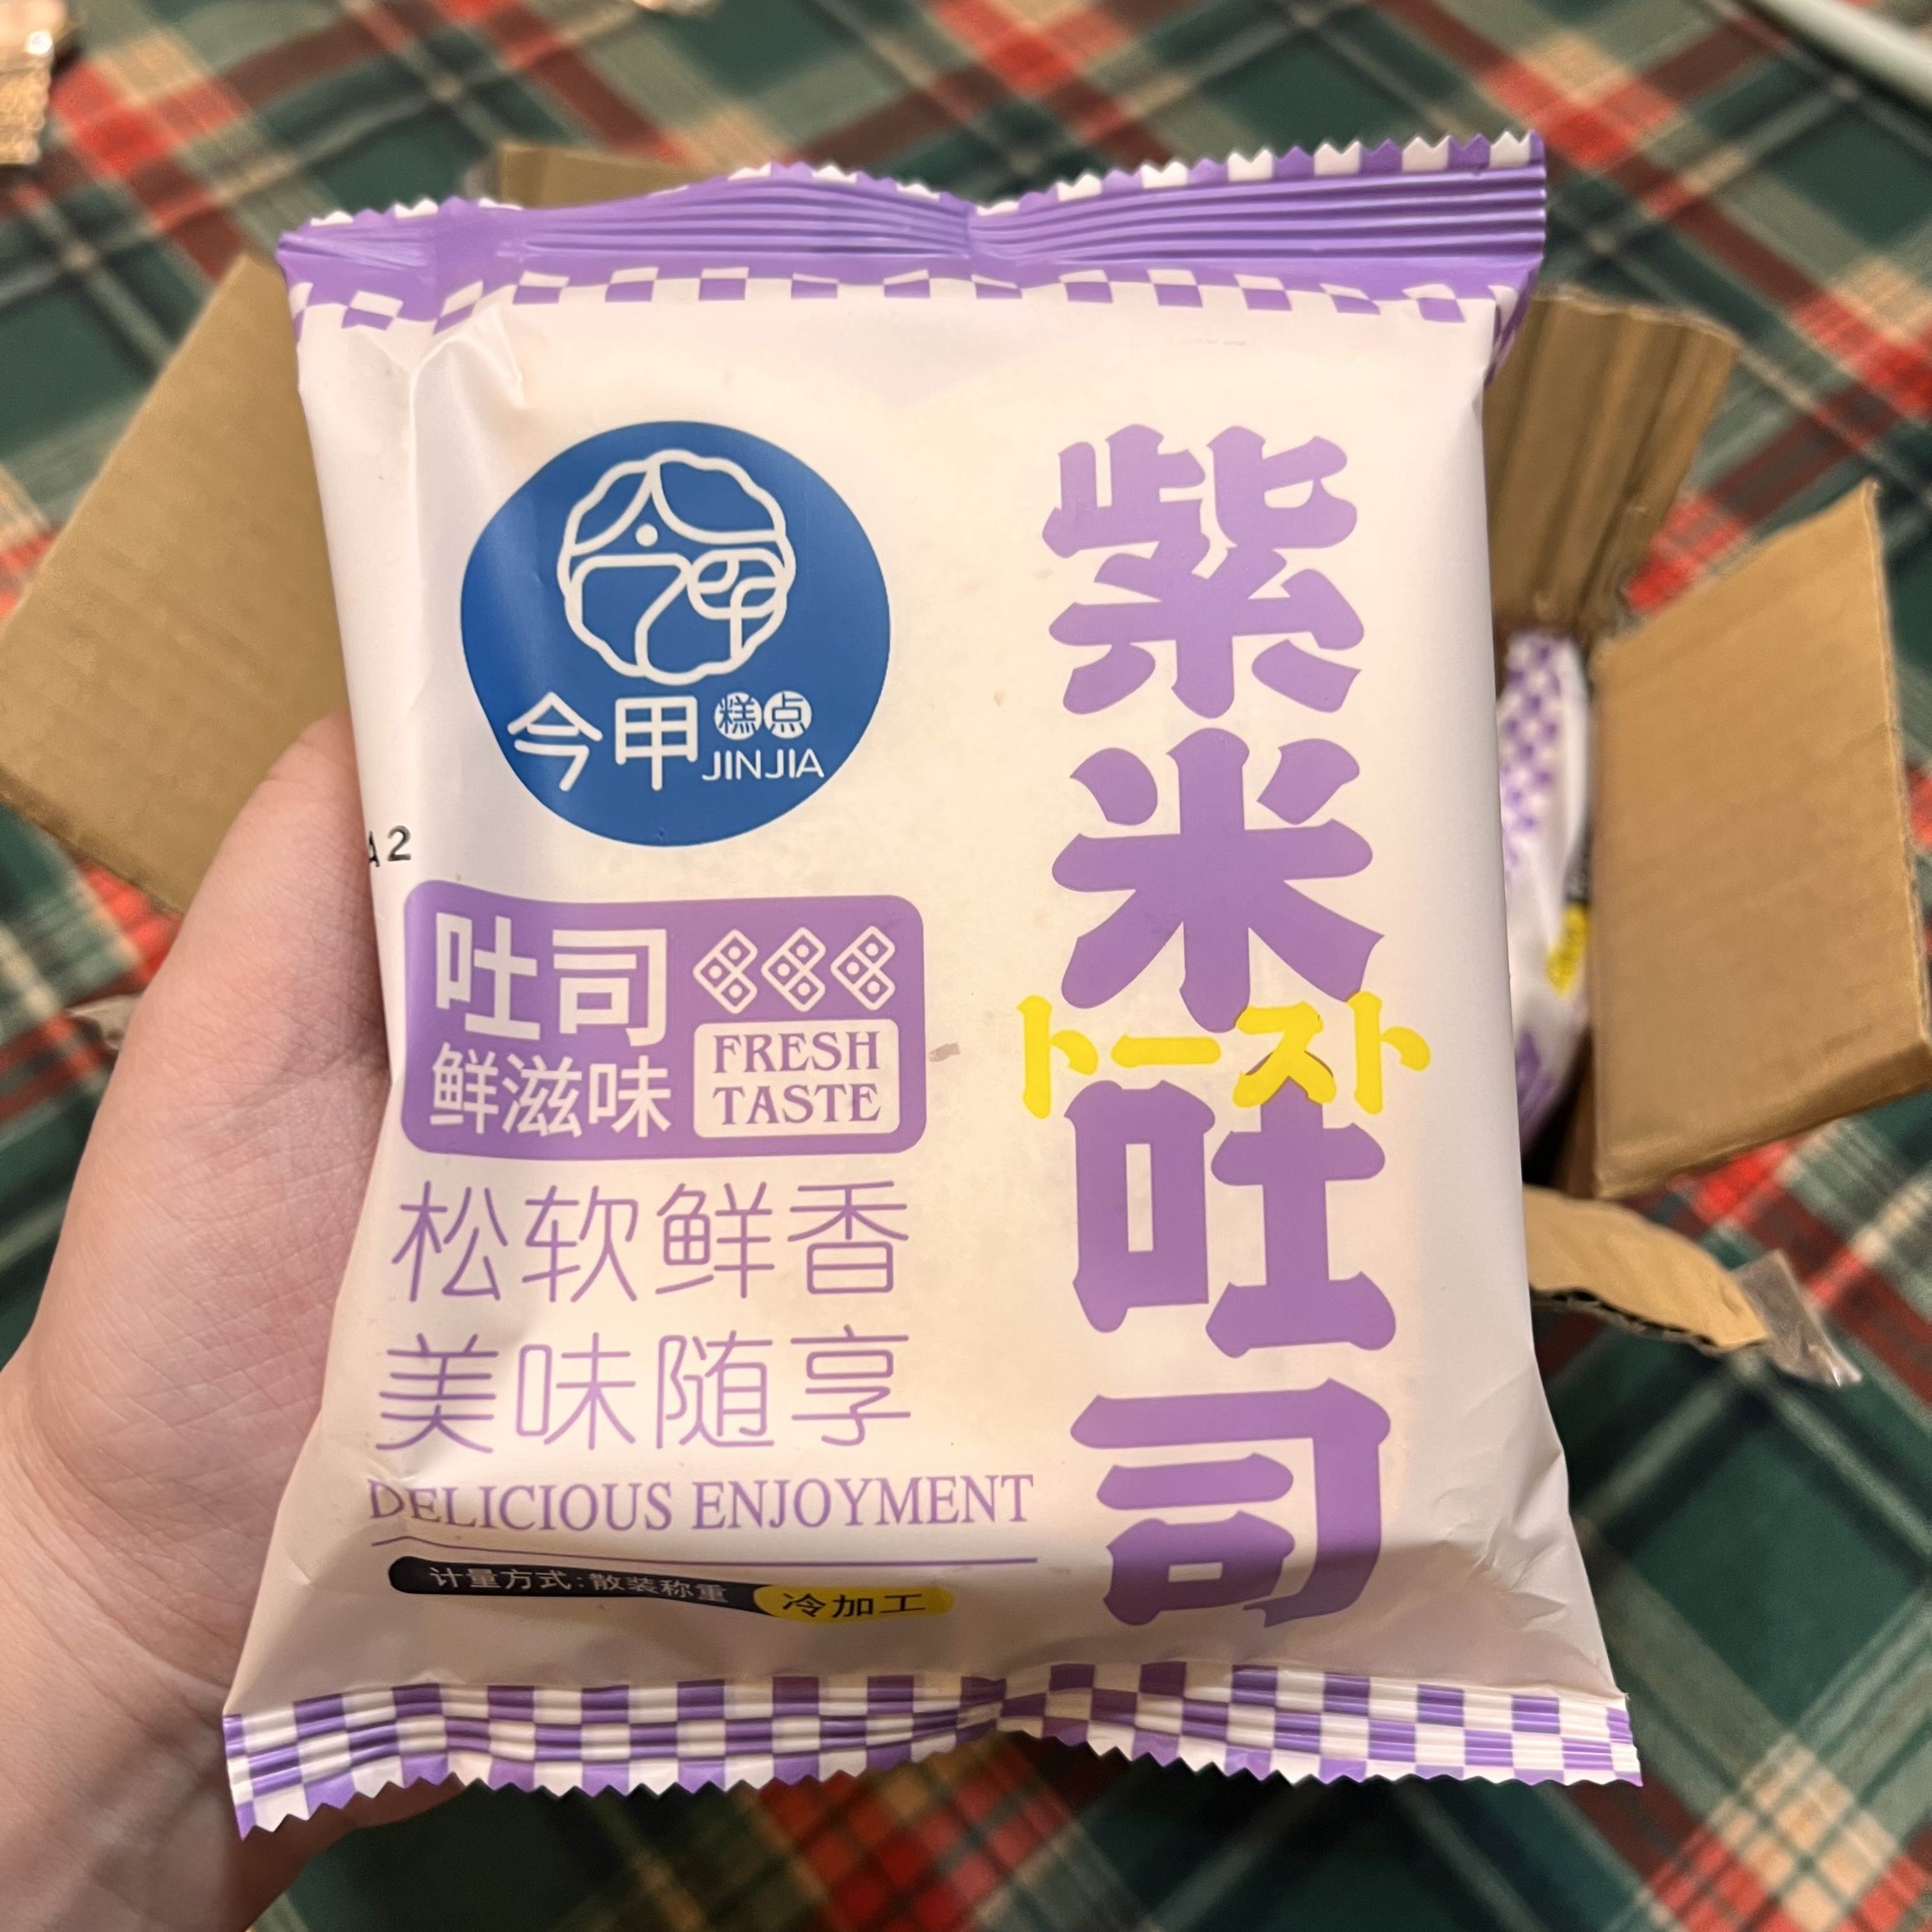 今甲 糕点
JINJIA
紫米吐司
トースト
吐司
鲜滋味
FRESH
TASTE
松软鲜香
美味随享
DELICIOUS ENJOYMENT
计量方式:散装称重
冷加工
A2